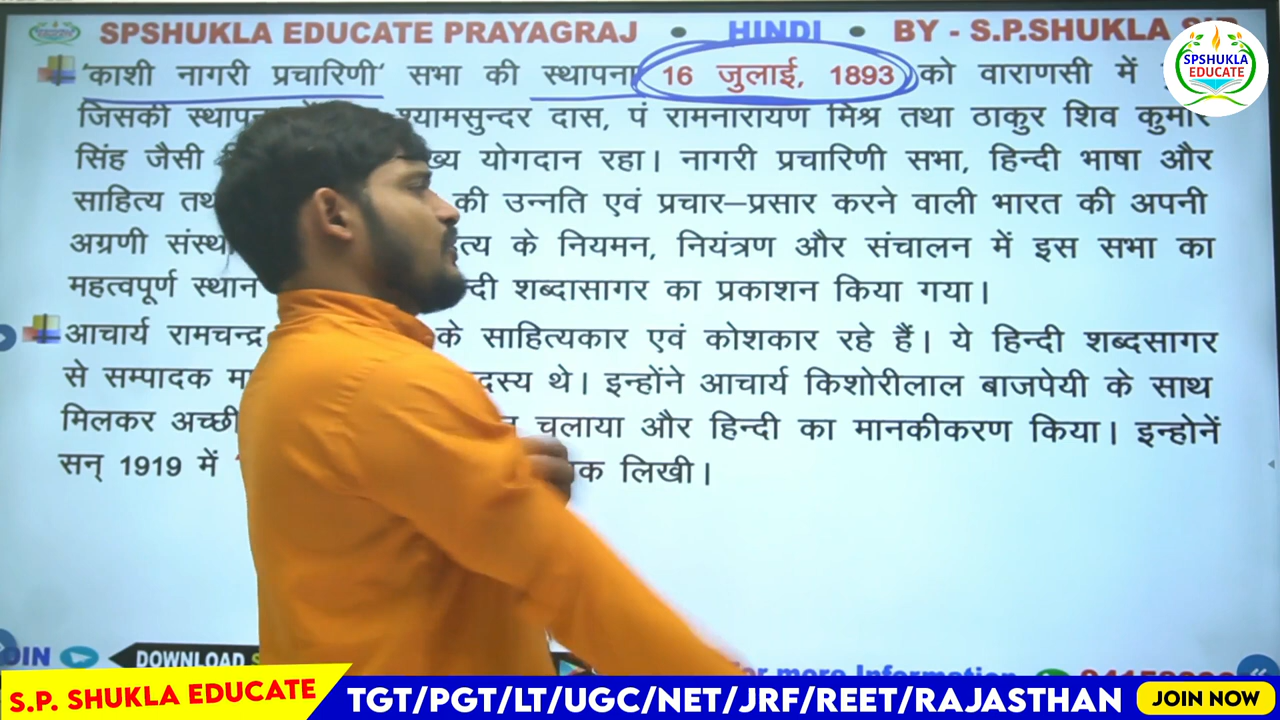 SPSHUKLA EDUCATE PRAYAGRAJ • HINDI • BY - S.P.SHUKLA
SPSHUKLA
EDUCATE
'काशी नागरी प्रचारिणी' सभा की स्थापना 16 जुलाई, 1893 को वाराणसी में
जिसकी श्यामसुन्दर दास, पं रामनारायण मिश्र तथा ठाकुर शिव कुमार
सिंह जैसी योगदान रहा। नागरी प्रचारिणी सभा, हिन्दी भाषा और
साहित्य की उन्नति एवं प्रचार–प्रसार करने वाली भारत की अपनी
अग्रणी के नियमन, नियंत्रण और संचालन में इस सभा का
महत्वपूर्ण स्थान शब्दासागर का प्रकाशन किया गया।
आचार्य रामचन्द्र के साहित्यकार एवं कोशकार रहे हैं। ये हिन्दी शब्दसागर
से सम्पादक थे। इन्होंने आचार्य किशोरीलाल बाजपेयी के साथ
मिलकर अच्छी चलाया और हिन्दी का मानकीकरण किया। इन्होनें
सन् 1919 में लिखी।
DOWNLOAD
more Information
S.P. SHUKLA EDUCATE
TGT/PGT/LT/UGC/NET/JRF/REET/RAJASTHAN
JOIN NOW